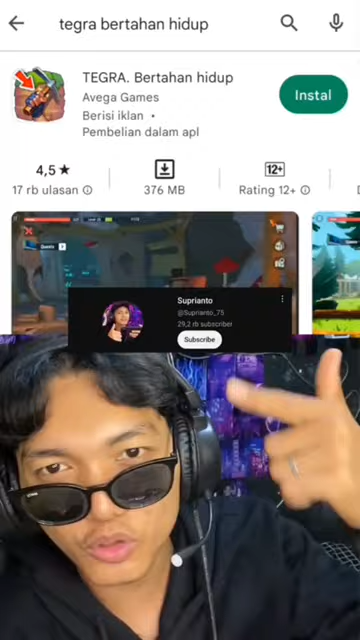 tegra bertahan hidup
TEGRA. Bertahan hidup
Avega Games
Berisi iklan •
Pembelian dalam apl
Instal
4,5★
17 rb ulasan
376 MB
12+
Rating 12+
Suprianto
@Suprianto_75
29,2 rb subscriber
Subscribe